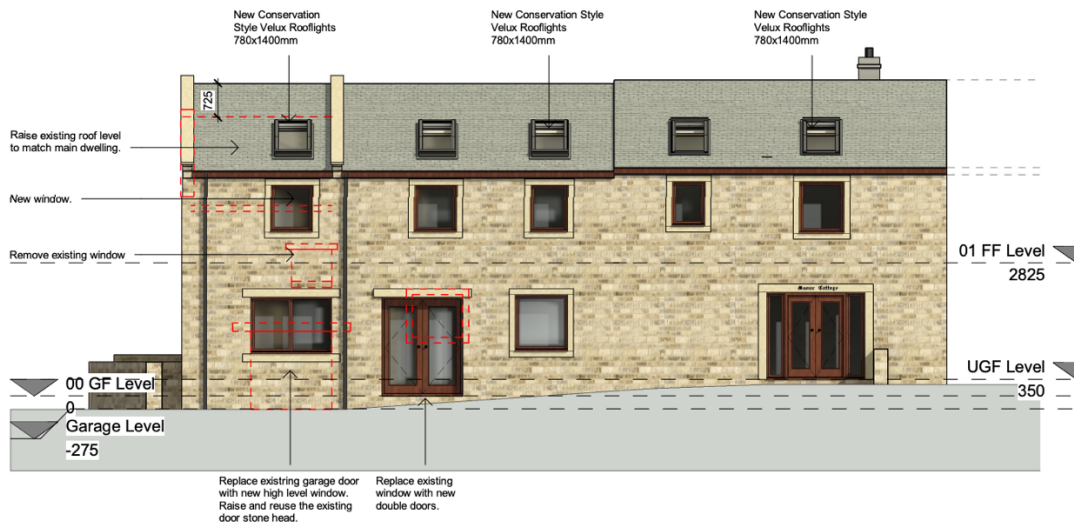 New Conservation
Style Velux Rooflights
780x1400mm
New Conservation Style
Velux Rooflights
780x1400mm
New Conservation Style
Velux Rooflights
780x1400mm
725
Raise existing roof level
to match main dwelling.
New window.
Remove existing window
01 FF Level
2825
Manor Cottage
UGF Level
350
00 GF Level
0
Garage Level
-275
Replace existring garage door
with new high level window.
Raise and reuse the existing
door stone head.
Replace existing
window with new
double doors.